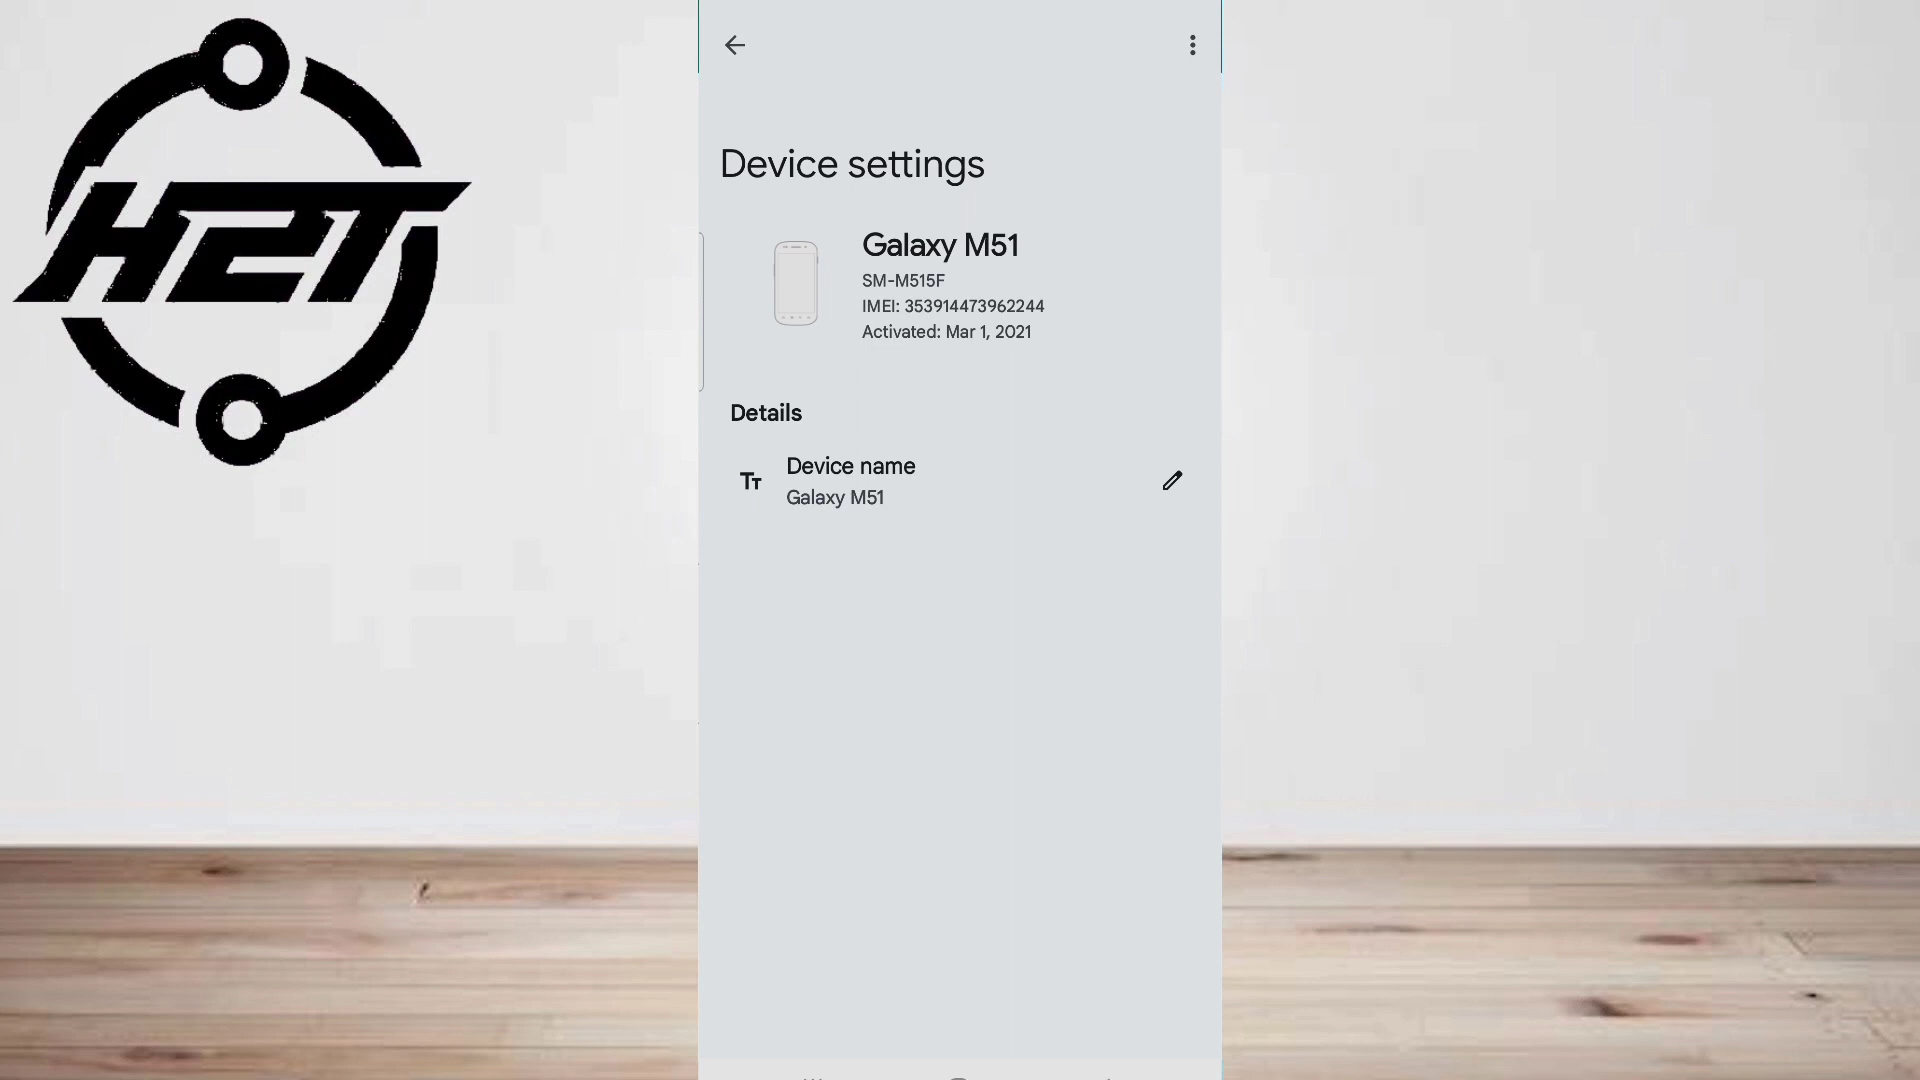 H2T
Device settings
Galaxy M51
SM-M515F
IMEI: 353914473962244
Activated: Mar 1, 2021
Details
Tт
Device name
Galaxy M51